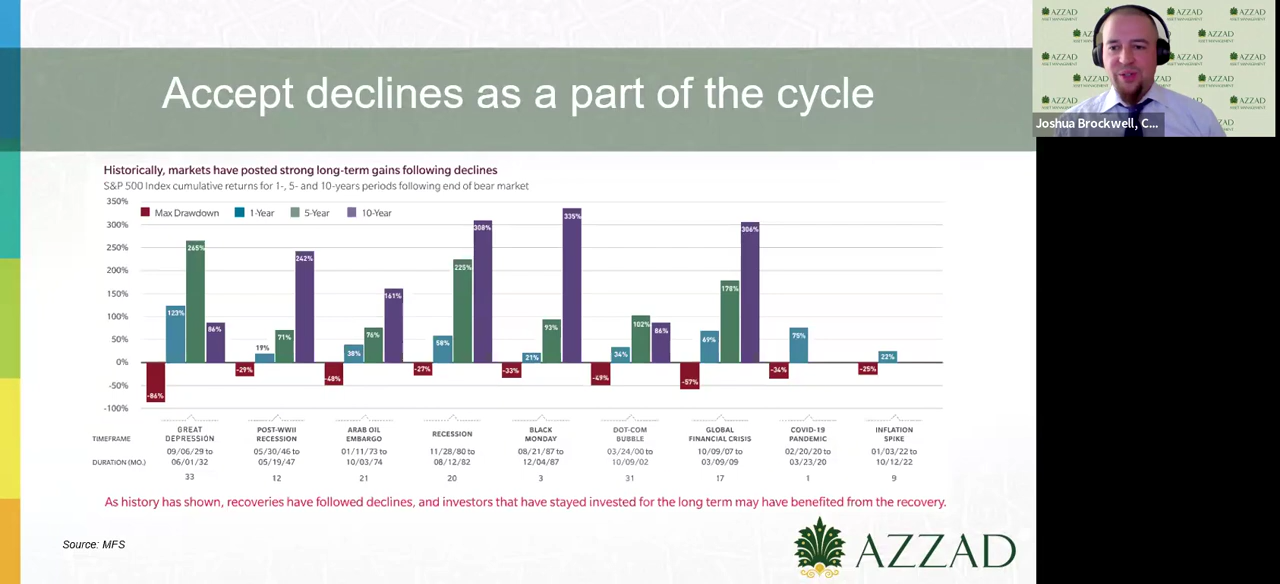 Accept declines as a part of the cycle
Historically, markets have posted strong long-term gains following declines
S&P 500 Index cumulative returns for 1-, 5- and 10-years periods following end of bear market
350%
300%
250%
200%
150%
100%
50%
0%
-50%
-100%
Max Drawdown 1-Year 5-Year 10-Year
-86% 123% 265% 86%
-29% 19% 71% 242%
-48% 38% 76% 161%
-27% 58% 225% 308%
-33% 21% 93% 335%
-49% 34% 102% 86%
-57% 69% 178% 306%
-34% 75%
-25% 22%
GREAT POST-WWII ARAB OIL BLACK DOT-COM GLOBAL COVID-19 INFLATION
TIMEFRAME DEPRESSION RECESSION EMBARGO RECESSION MONDAY BUBBLE FINANCIAL CRISIS PANDEMIC SPIKE
09/06/29 to 05/30/46 to 01/11/73 to 11/28/80 to 08/21/87 to 03/24/00 to 10/09/07 to 02/20/20 to 01/03/22 to
DURATION (MO.) 06/01/32 05/19/47 10/03/74 08/12/82 12/04/87 10/09/02 03/09/09 03/23/20 10/12/22
33 12 21 20 3 31 17 1 9
As history has shown, recoveries have followed declines, and investors that have stayed invested for the long term may have benefited from the recovery.
Source: MFS
AZZAD
Joshua Brockwell, C...
AZZAD